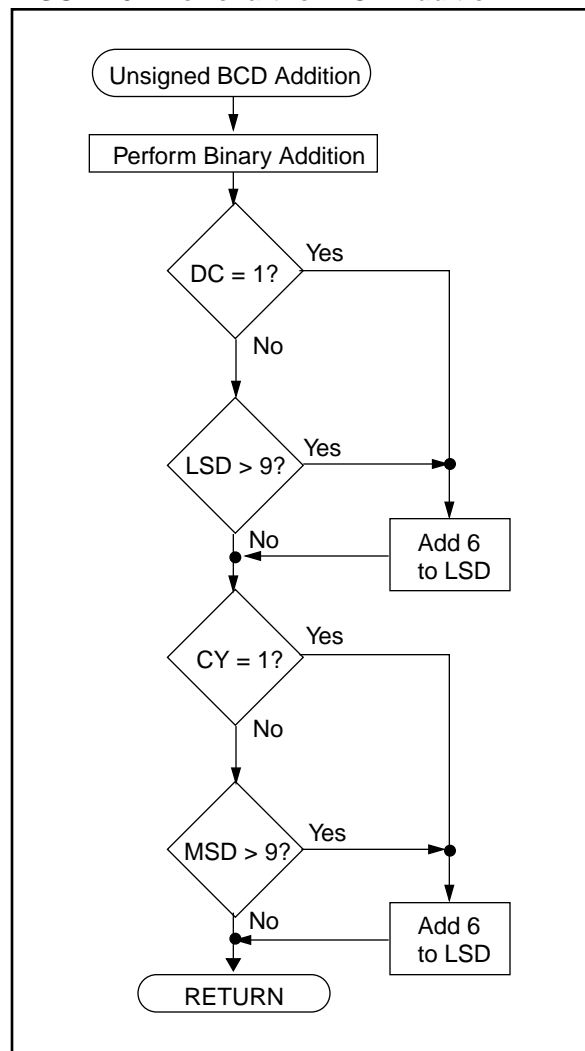 Unsigned BCD Addition
Perform Binary Addition
DC = 1?
Yes
No
LSD > 9?
Yes
No
Add 6
to LSD
CY = 1?
Yes
No
MSD > 9?
Yes
No
Add 6
to LSD
RETURN